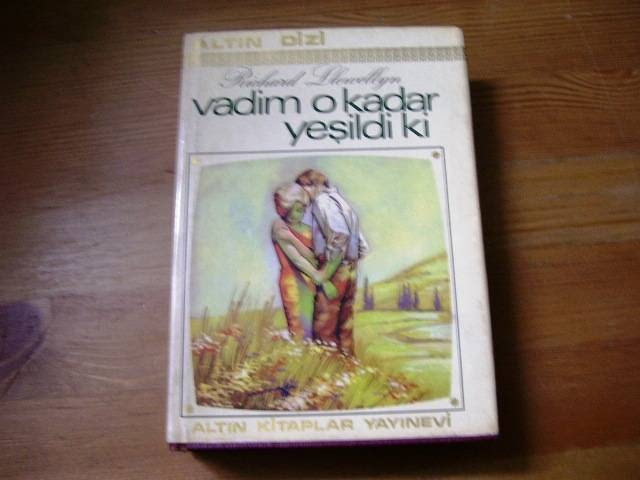 ALTIN DİZİ
Richard Llewellyn
vadim o kadar
yeşildi ki
ALTIN KİTAPLAR YAYINEVİ